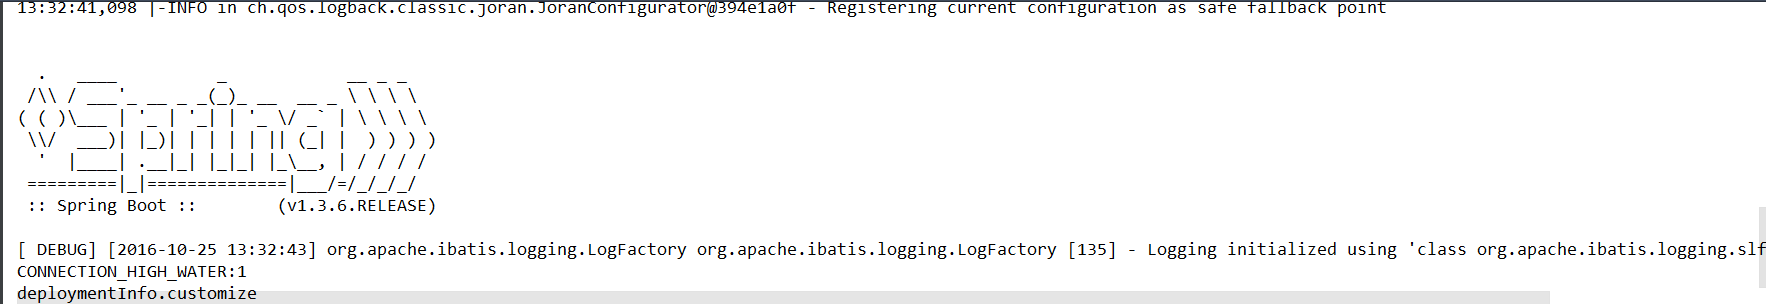 13:32:41,098 |-INFO in ch.qos.logback.classic.joran.JoranConfigurator@394e1a0f - Registering current configuration as safe fallback point
  .   ____          _            __ _ _
 /\\ / ___'_ __ _ _(_)_ __  __ _ \ \ \ \
( ( )\___ | '_ | '_| | '_ \/ _` | \ \ \ \
 \\/  ___)| |_)| | | | | || (_| |  ) ) ) )
  '  |____| .__|_| |_|_| |_\__, | / / / /
 =========|_|==============|___/=/_/_/_/
 :: Spring Boot ::        (v1.3.6.RELEASE)
[ DEBUG] [2016-10-25 13:32:43] org.apache.ibatis.logging.LogFactory org.apache.ibatis.logging.LogFactory [135] - Logging initialized using 'class org.apache.ibatis.logging.slf
CONNECTION_HIGH_WATER:1
deploymentInfo.customize